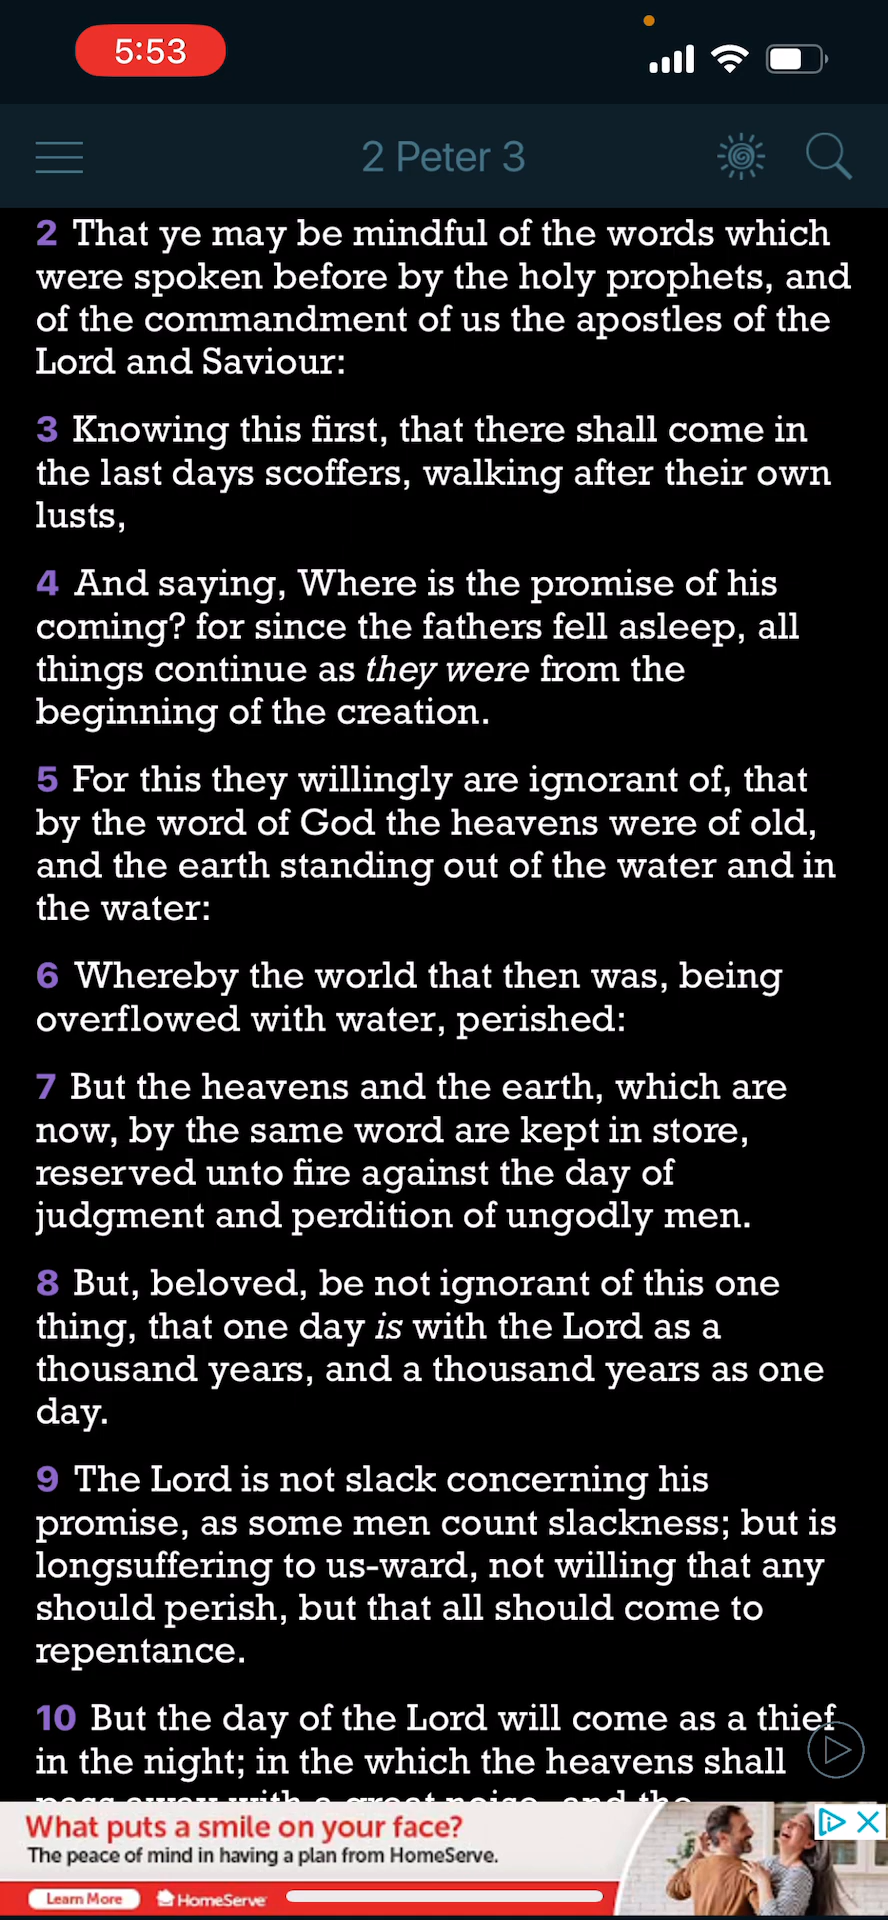 5:53
2 Peter 3
2 That ye may be mindful of the words which
were spoken before by the holy prophets, and
of the commandment of us the apostles of the
Lord and Saviour:
3 Knowing this first, that there shall come in
the last days scoffers, walking after their own
lusts,
4 And saying, Where is the promise of his
coming? for since the fathers fell asleep, all
things continue as they were from the
beginning of the creation.
5 For this they willingly are ignorant of, that
by the word of God the heavens were of old,
and the earth standing out of the water and in
the water:
6 Whereby the world that then was, being
overflowed with water, perished:
7 But the heavens and the earth, which are
now, by the same word are kept in store,
reserved unto fire against the day of
judgment and perdition of ungodly men.
8 But, beloved, be not ignorant of this one
thing, that one day is with the Lord as a
thousand years, and a thousand years as one
day.
9 The Lord is not slack concerning his
promise, as some men count slackness; but is
longsuffering to us-ward, not willing that any
should perish, but that all should come to
repentance.
10 But the day of the Lord will come as a thief
in the night; in the which the heavens shall
pass away with a great noise, and the
What puts a smile on your face?
The peace of mind in having a plan from HomeServe.
Learn More
HomeServe